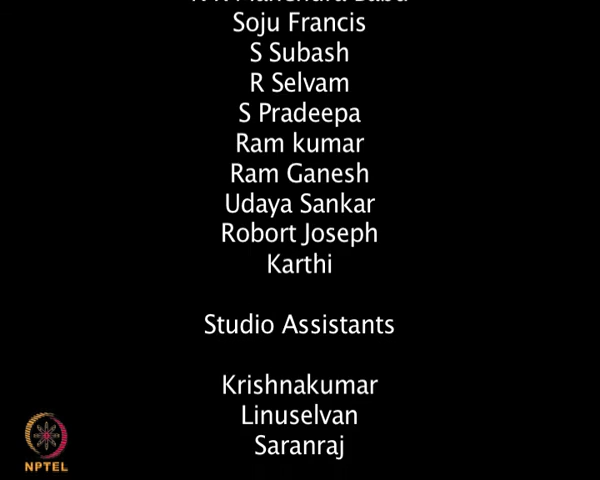 Soju Francis
S Subash
R Selvam
S Pradeepa
Ram kumar
Ram Ganesh
Udaya Sankar
Robort Joseph
Karthi
Studio Assistants
Krishnakumar
Linuselvan
Saranraj
NPTEL